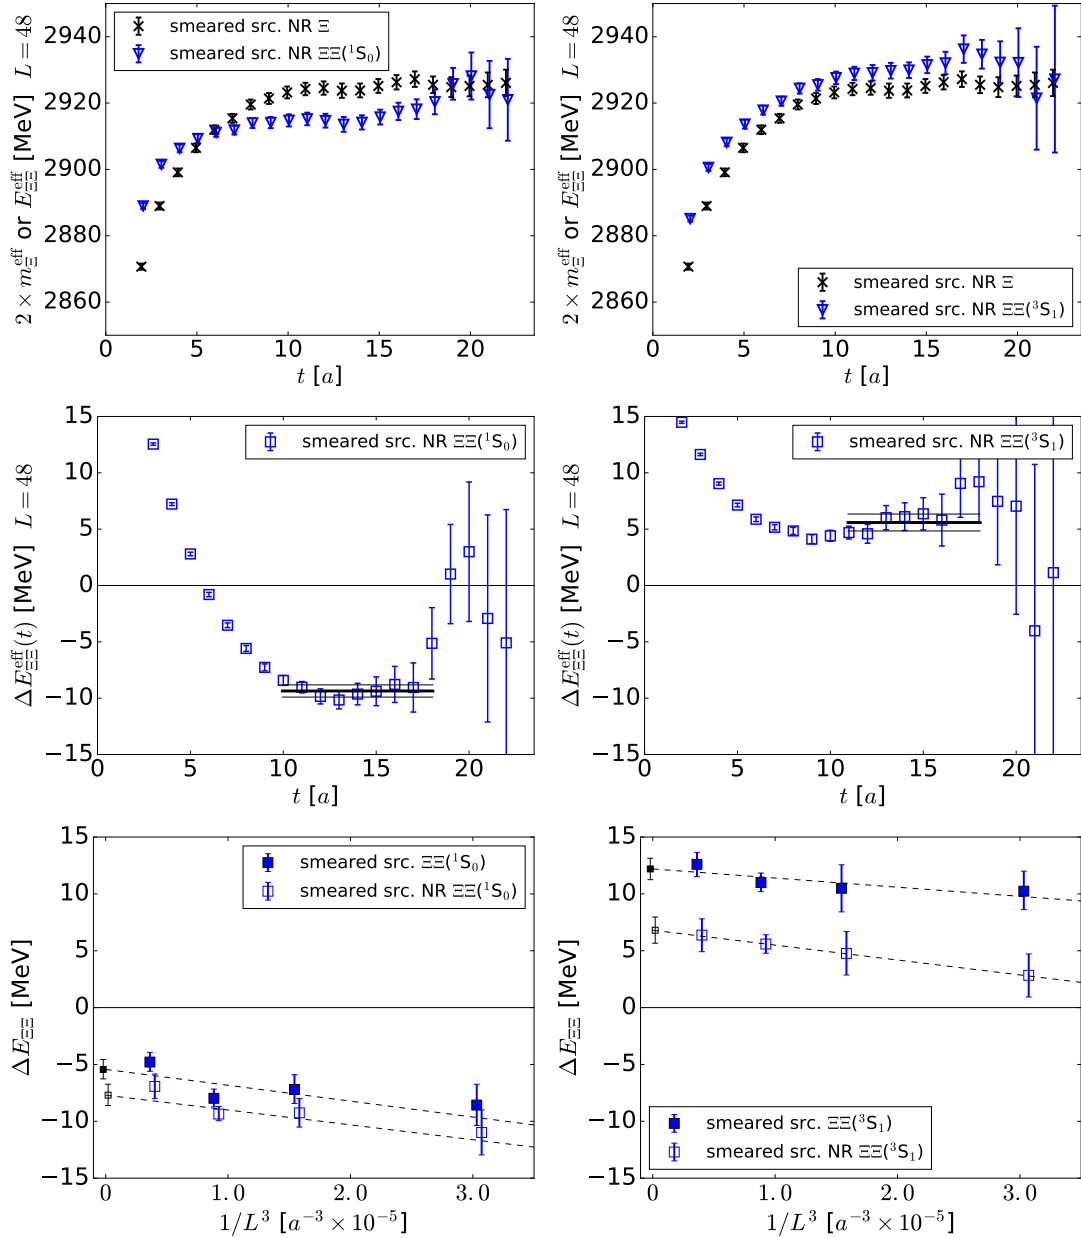 2 × m_Ξ^eff or E_ΞΞ^eff [MeV] L = 48
2940
2920
2900
2880
2860
smeared src. NR Ξ
smeared src. NR ΞΞ(¹S₀)
0 5 10 15 20
t [a]
2 × m_Ξ^eff or E_ΞΞ^eff [MeV] L = 48
2940
2920
2900
2880
2860
smeared src. NR Ξ
smeared src. NR ΞΞ(³S₁)
0 5 10 15 20
t [a]
ΔE_ΞΞ^eff(t) [MeV] L = 48
15
10
5
0
−5
−10
−15
smeared src. NR ΞΞ(¹S₀)
0 5 10 15 20
t [a]
ΔE_ΞΞ^eff(t) [MeV] L = 48
15
10
5
0
−5
−10
−15
smeared src. NR ΞΞ(³S₁)
0 5 10 15 20
t [a]
ΔE_ΞΞ [MeV]
15
10
5
0
−5
−10
−15
smeared src. ΞΞ(¹S₀)
smeared src. NR ΞΞ(¹S₀)
0 1.0 2.0 3.0
1/L³ [a⁻³ × 10⁻⁵]
ΔE_ΞΞ [MeV]
15
10
5
0
−5
−10
−15
smeared src. ΞΞ(³S₁)
smeared src. NR ΞΞ(³S₁)
0 1.0 2.0 3.0
1/L³ [a⁻³ × 10⁻⁵]